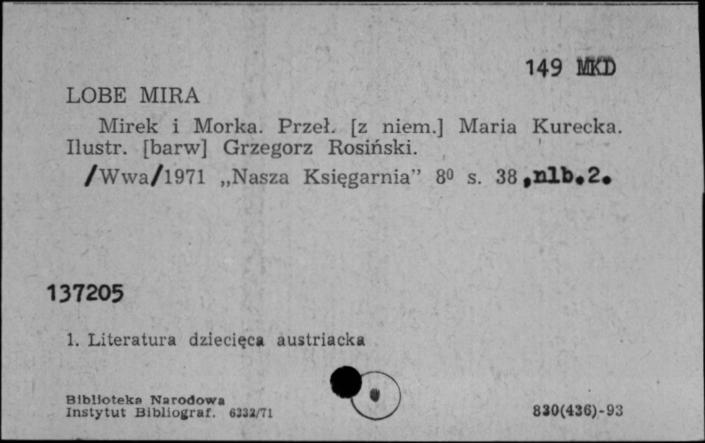 149 MKD
LOBE MIRA
Mirek i Morka. Przeł. [z niem.] Maria Kurecka.
Ilustr. [barw] Grzegorz Rosiński.
/Wwa/1971 „Nasza Księgarnia” 8⁰ s. 38,nlb.2.
137205
1. Literatura dziecięca austriacka
Biblioteka Narodowa
Instytut Bibliograf. 6332/71
830(436)-93